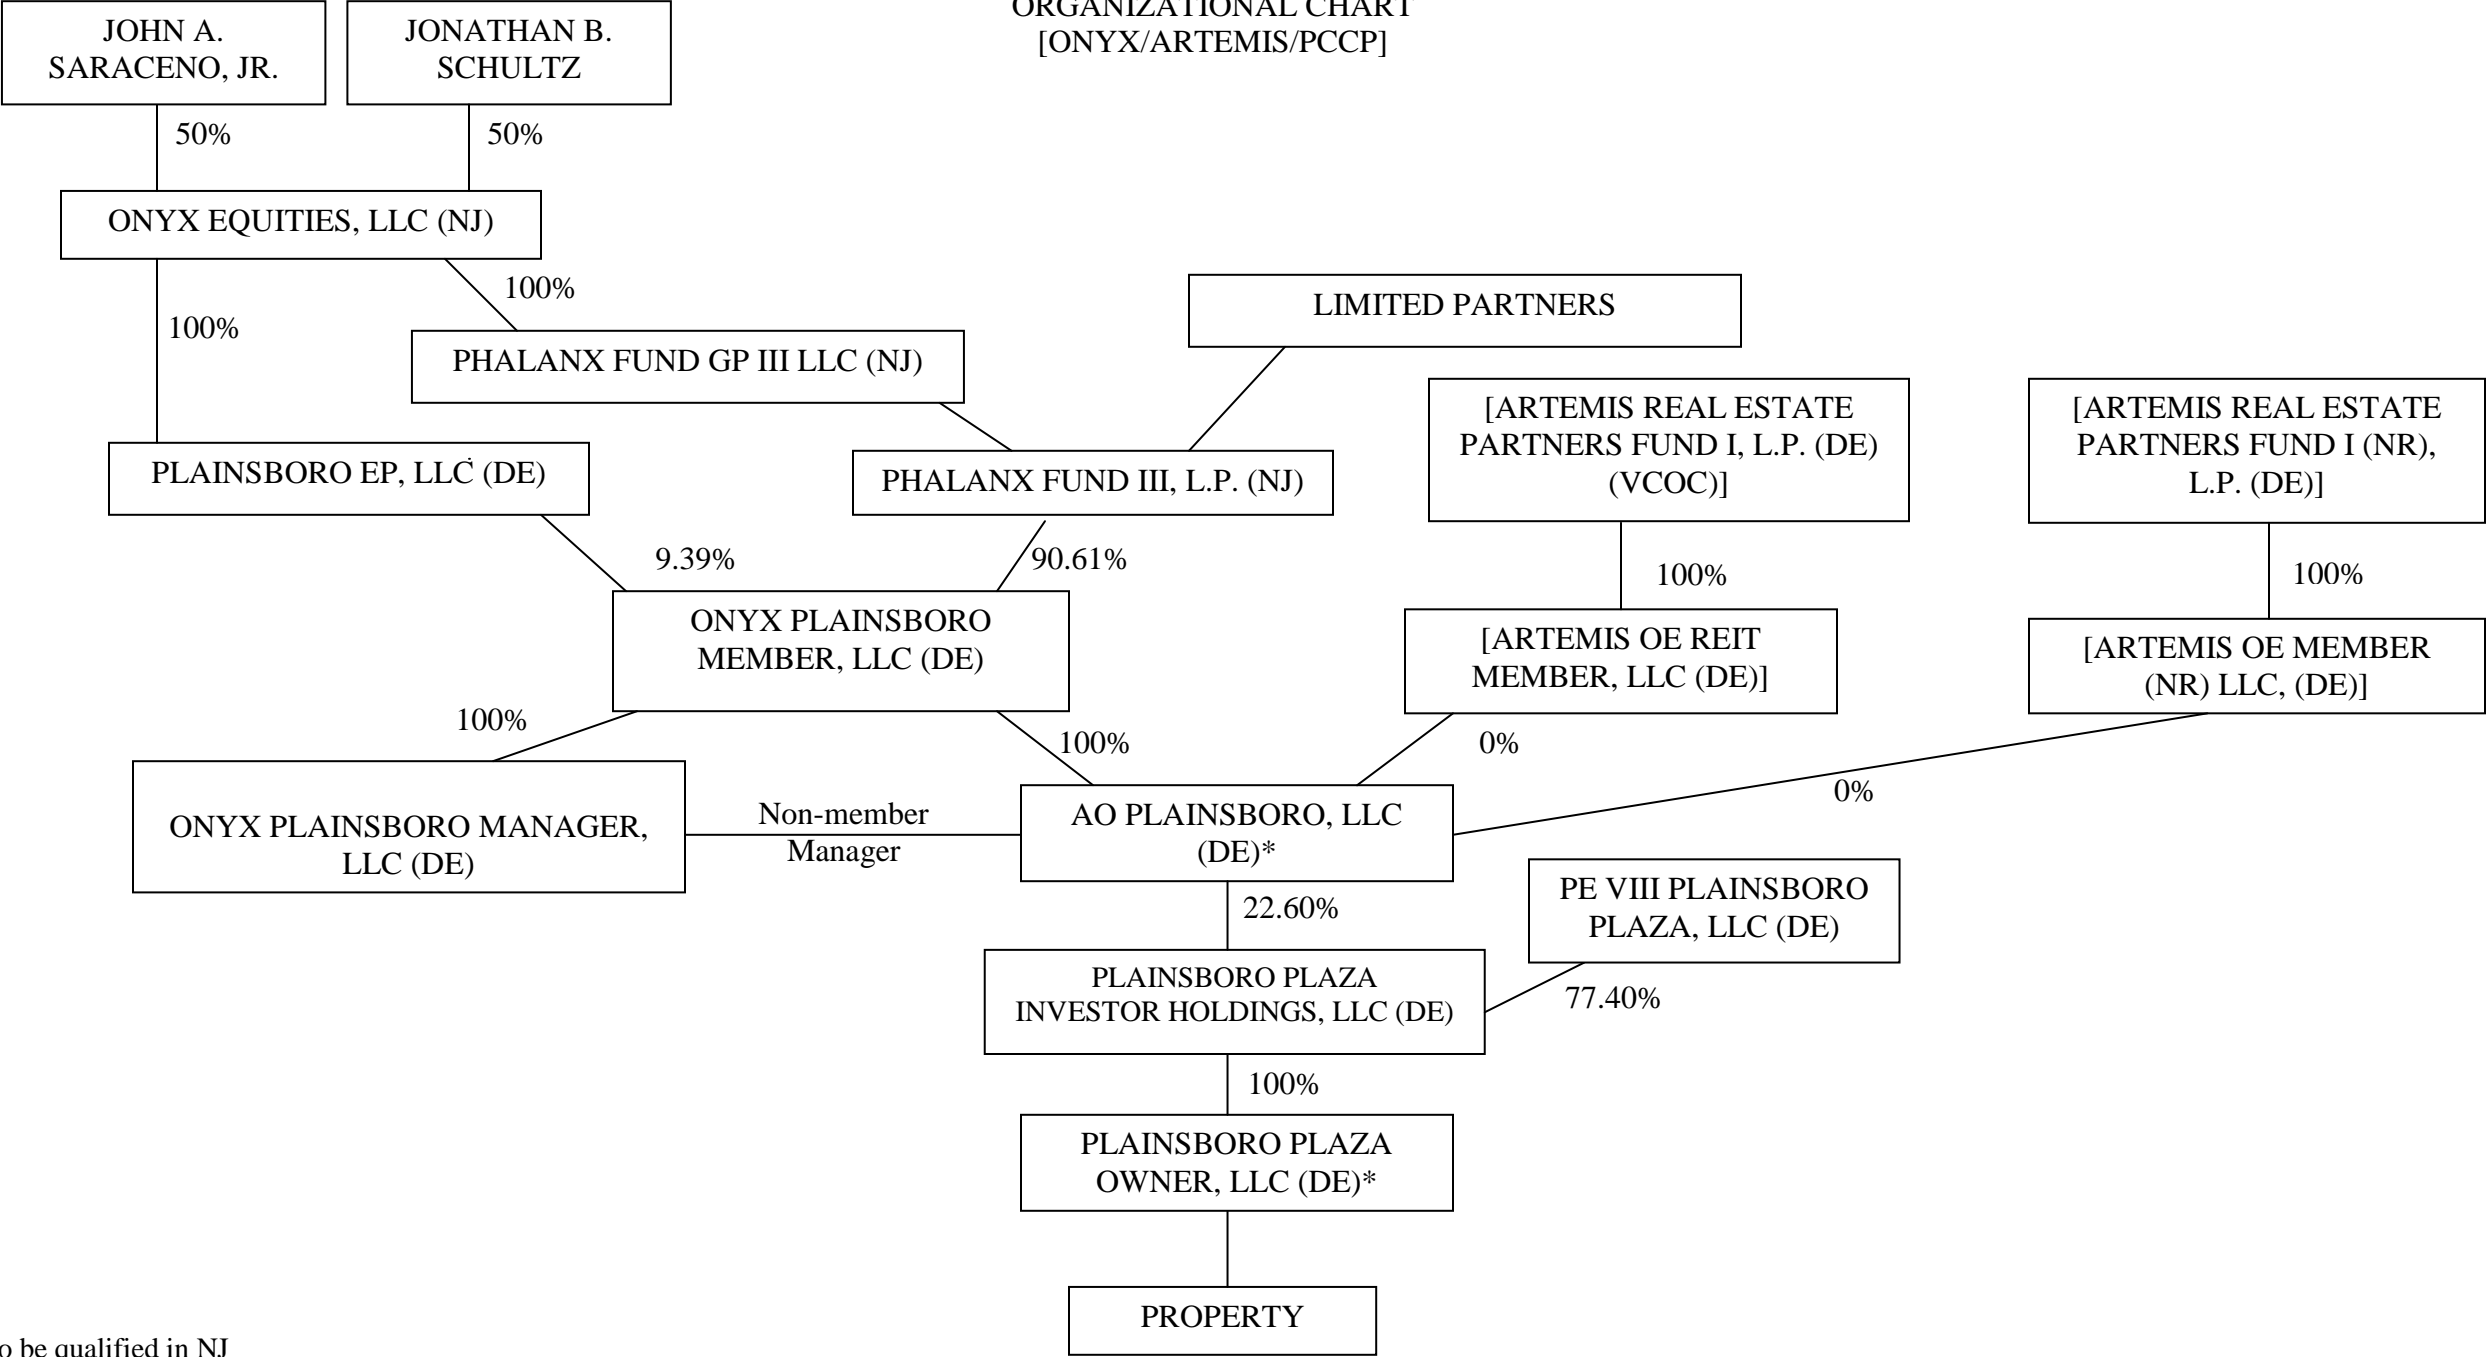 ORGANIZATIONAL CHART
[ONYX/ARTEMIS/PCCP]
JOHN A.
SARACENO, JR.
JONATHAN B.
SCHULTZ
50%
50%
ONYX EQUITIES, LLC (NJ)
100%
100%
LIMITED PARTNERS
PHALANX FUND GP III LLC (NJ)
[ARTEMIS REAL ESTATE
PARTNERS FUND I, L.P. (DE)
(VCOC)]
[ARTEMIS REAL ESTATE
PARTNERS FUND I (NR),
L.P. (DE)]
PLAINSBORO EP, LLC (DE)
PHALANX FUND III, L.P. (NJ)
9.39%
90.61%
100%
100%
ONYX PLAINSBORO
MEMBER, LLC (DE)
[ARTEMIS OE REIT
MEMBER, LLC (DE)]
[ARTEMIS OE MEMBER
(NR) LLC, (DE)]
100%
100%
0%
0%
ONYX PLAINSBORO MANAGER,
LLC (DE)
Non-member
Manager
AO PLAINSBORO, LLC
(DE)*
PE VIII PLAINSBORO
PLAZA, LLC (DE)
22.60%
77.40%
PLAINSBORO PLAZA
INVESTOR HOLDINGS, LLC (DE)
100%
PLAINSBORO PLAZA
OWNER, LLC (DE)*
PROPERTY
o be qualified in NJ